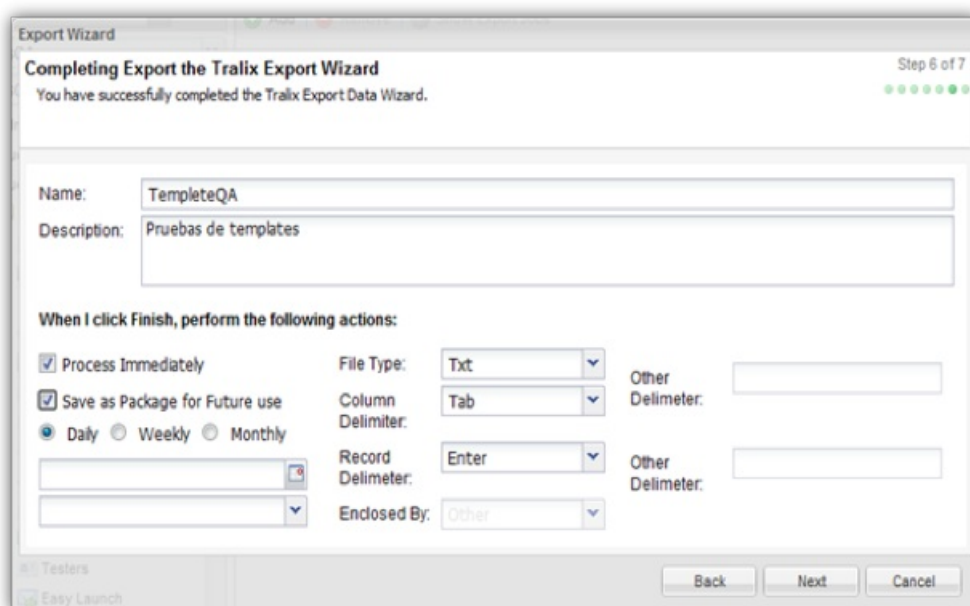 Add
Export Wizard
Completing Export the Tralix Export Wizard
Step 6 of 7
You have successfully completed the Tralix Export Data Wizard.
Name:
TempleteQA
Description:
Pruebas de templates
When I click Finish, perform the following actions:
Process Immediately
File Type:
Txt
Other
Delimeter:
Save as Package for Future use
Column
Delimiter:
Tab
Daily
Weekly
Monthly
Record
Delimeter:
Enter
Other
Delimeter:
Enclosed By:
Other
Testers
Back
Next
Cancel
Easy Launch